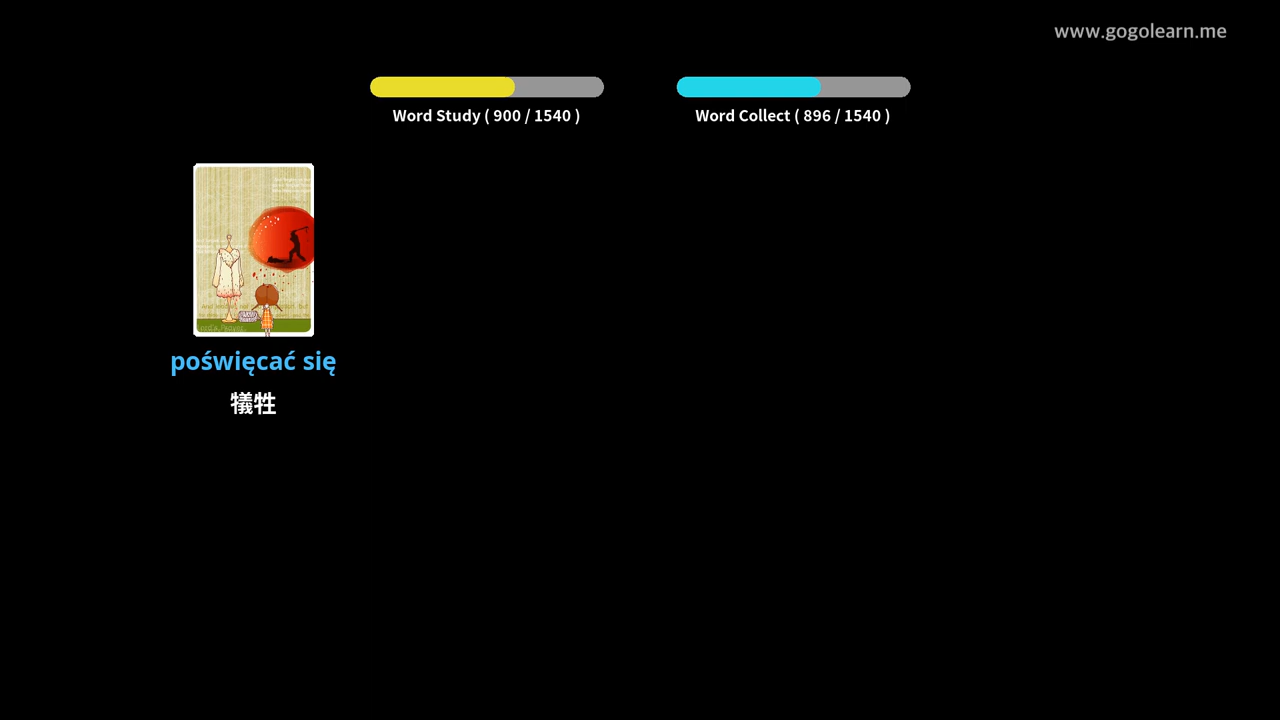 www.gogolearn.me
Word Study ( 900 / 1540 )
Word Collect ( 896 / 1540 )
poświęcać się
犧牲